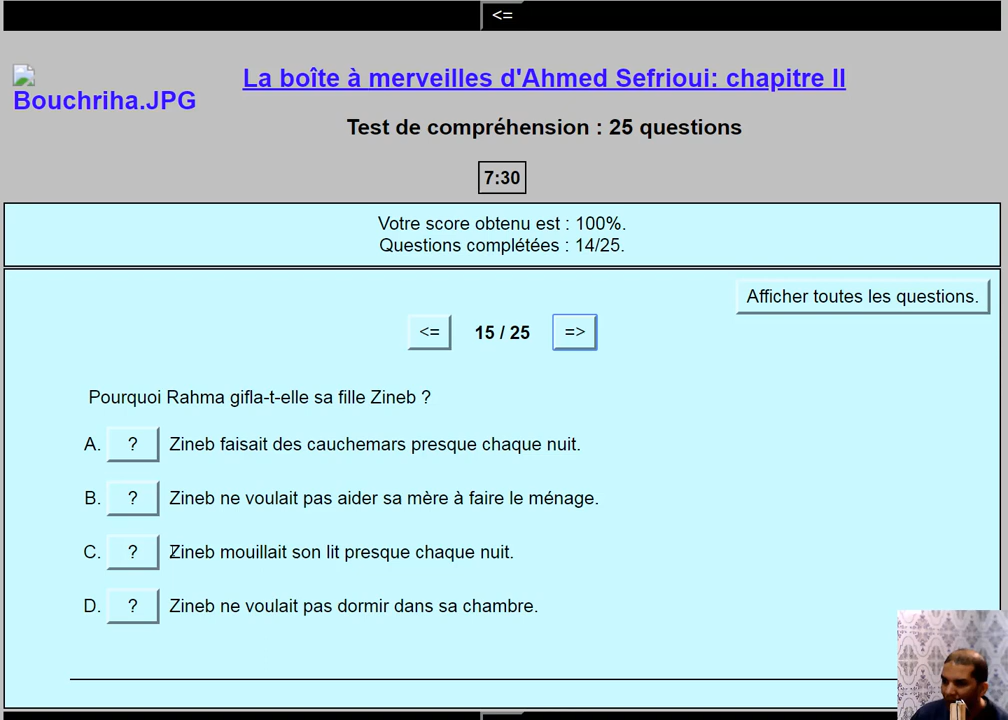 <=
Bouchriha.JPG
La boîte à merveilles d'Ahmed Sefrioui: chapitre II
Test de compréhension : 25 questions
7:30
Votre score obtenu est : 100%.
Questions complétées : 14/25.
Afficher toutes les questions.
<= 15 / 25 =>
Pourquoi Rahma gifla-t-elle sa fille Zineb ?
A. ? Zineb faisait des cauchemars presque chaque nuit.
B. ? Zineb ne voulait pas aider sa mère à faire le ménage.
C. ? Zineb mouillait son lit presque chaque nuit.
D. ? Zineb ne voulait pas dormir dans sa chambre.